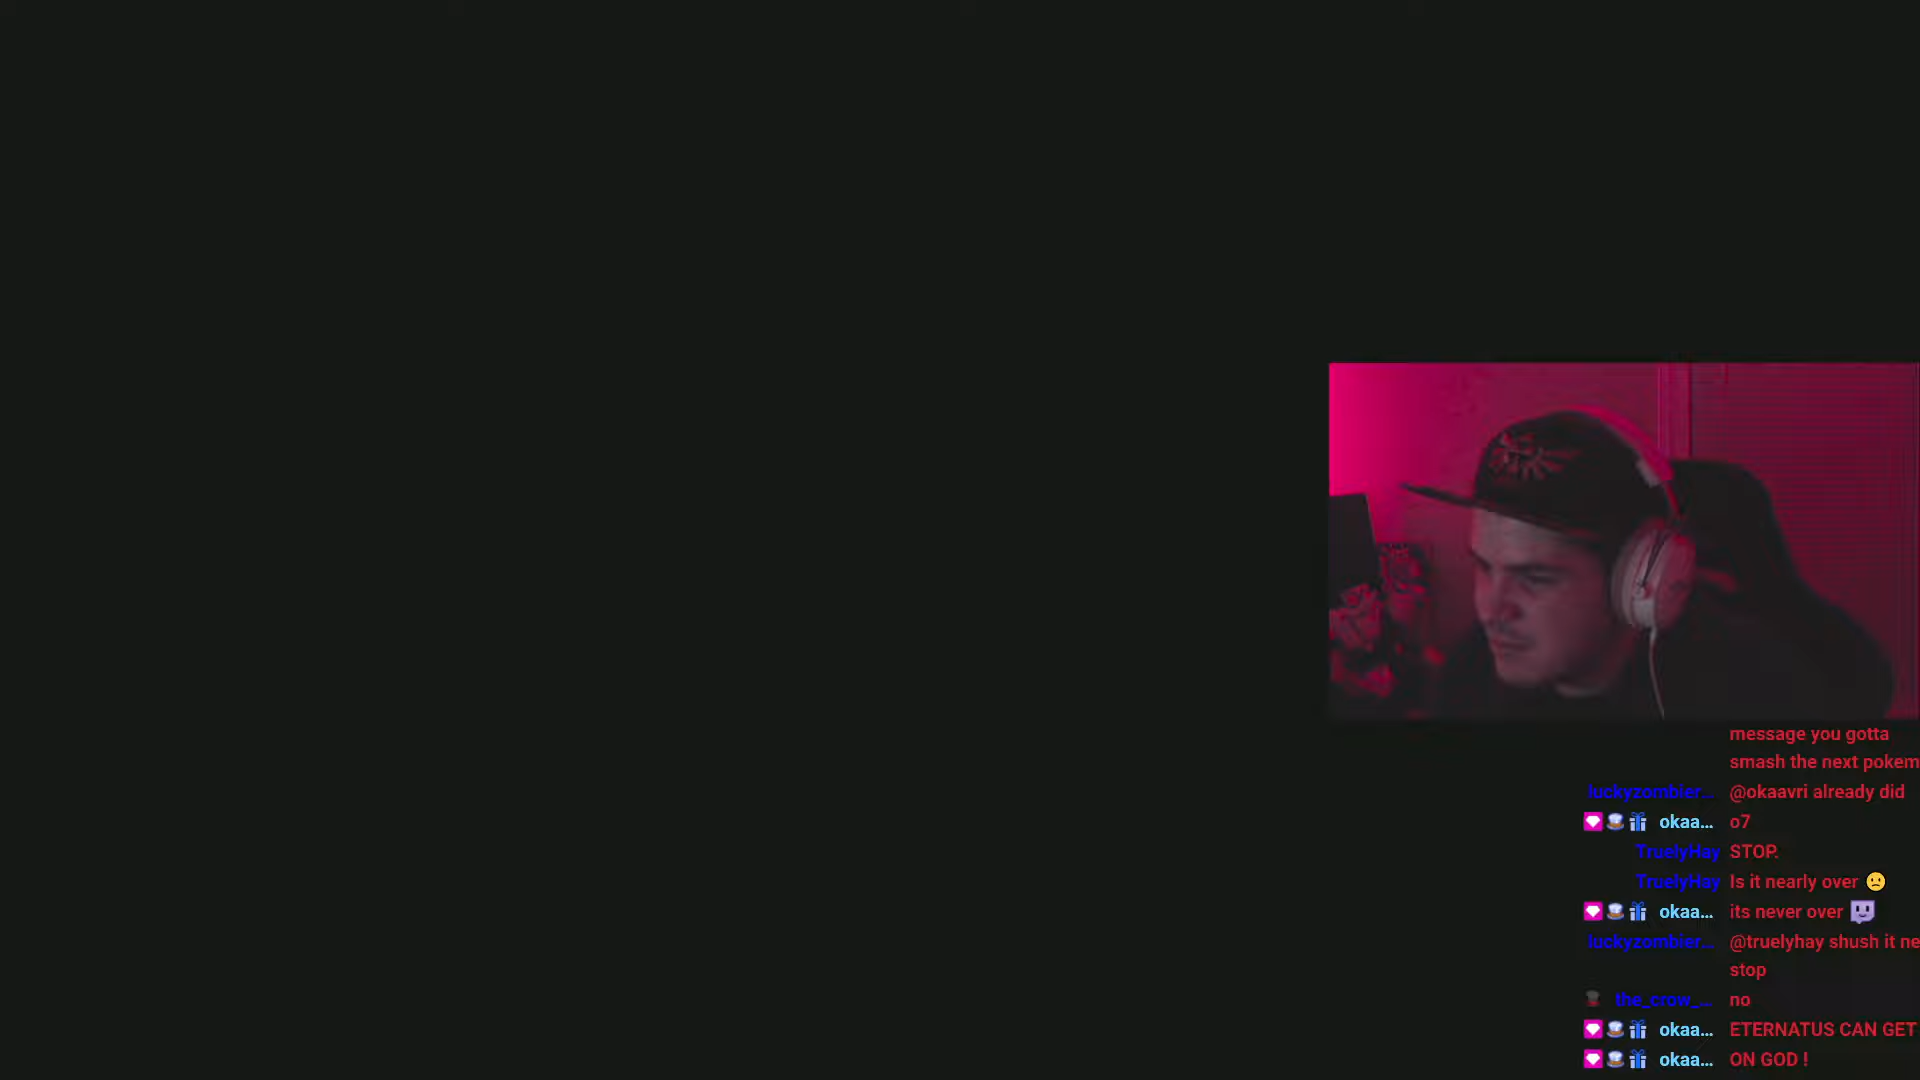 message you gotta
smash the next pokem
luckyzombier... @okaavri already did
okaa... o7
TruelyHay STOP.
TruelyHay Is it nearly over 🙁
okaa... its never over
luckyzombier... @truelyhay shush it ne
stop
the_crow_... no
okaa... ETERNATUS CAN GET
okaa... ON GOD !